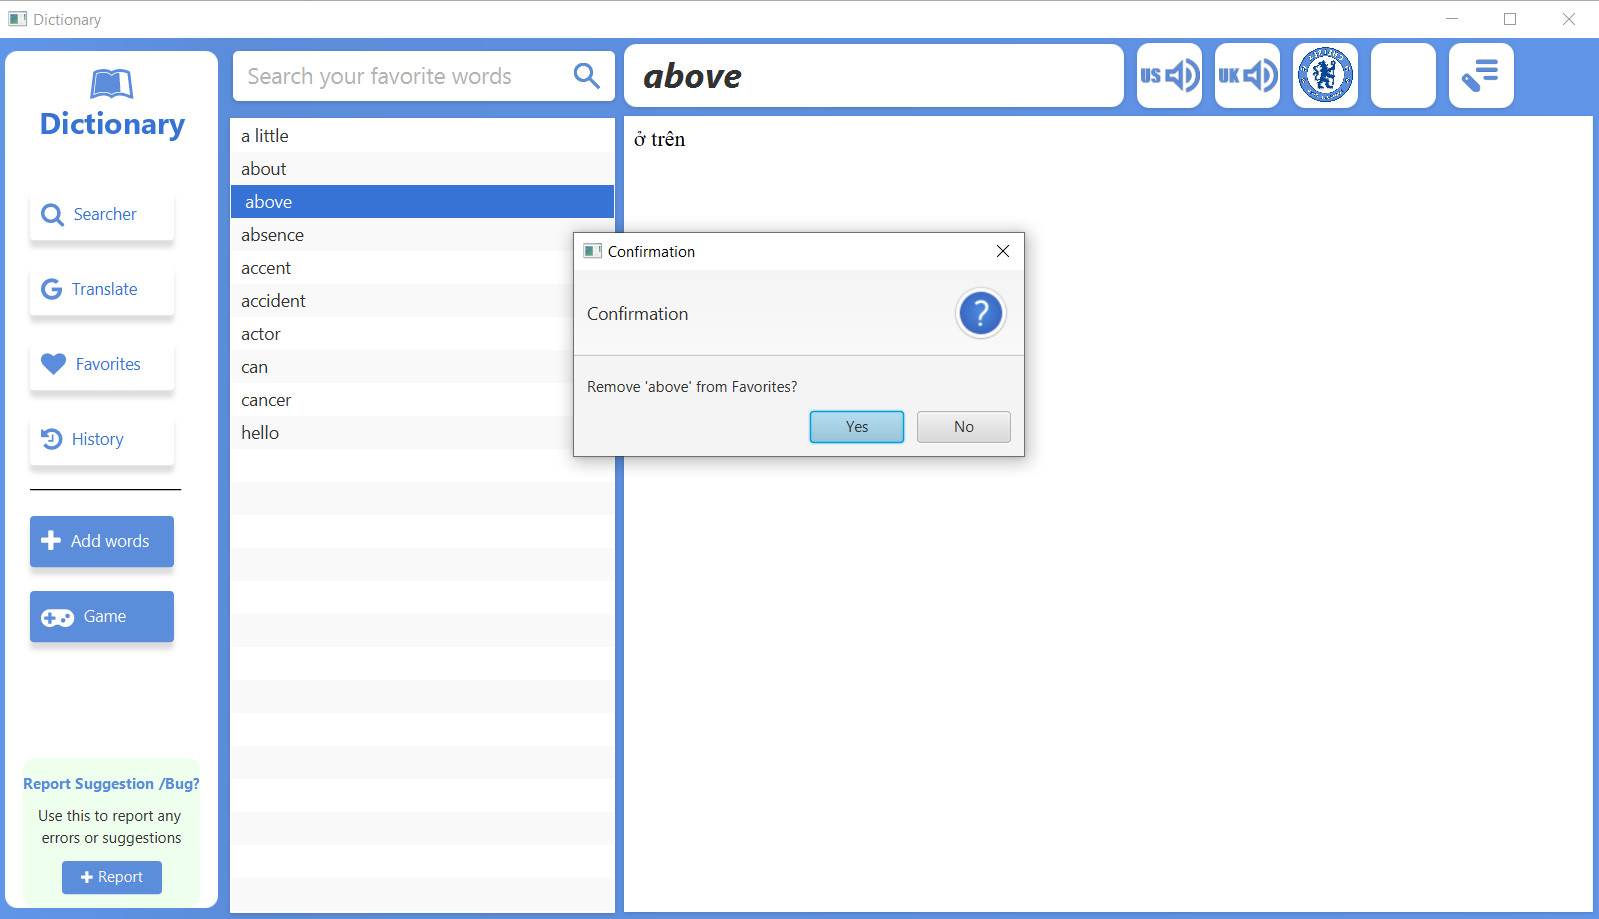 Dictionary
Dictionary
Searcher
Translate
Favorites
History
Add words
Game
Report Suggestion /Bug?
Use this to report any
errors or suggestions
Report
Search your favorite words
a little
about
above
absence
accent
accident
actor
can
cancer
hello
above
US
UK
ở trên
Confirmation
Confirmation
?
Remove 'above' from Favorites?
Yes
No